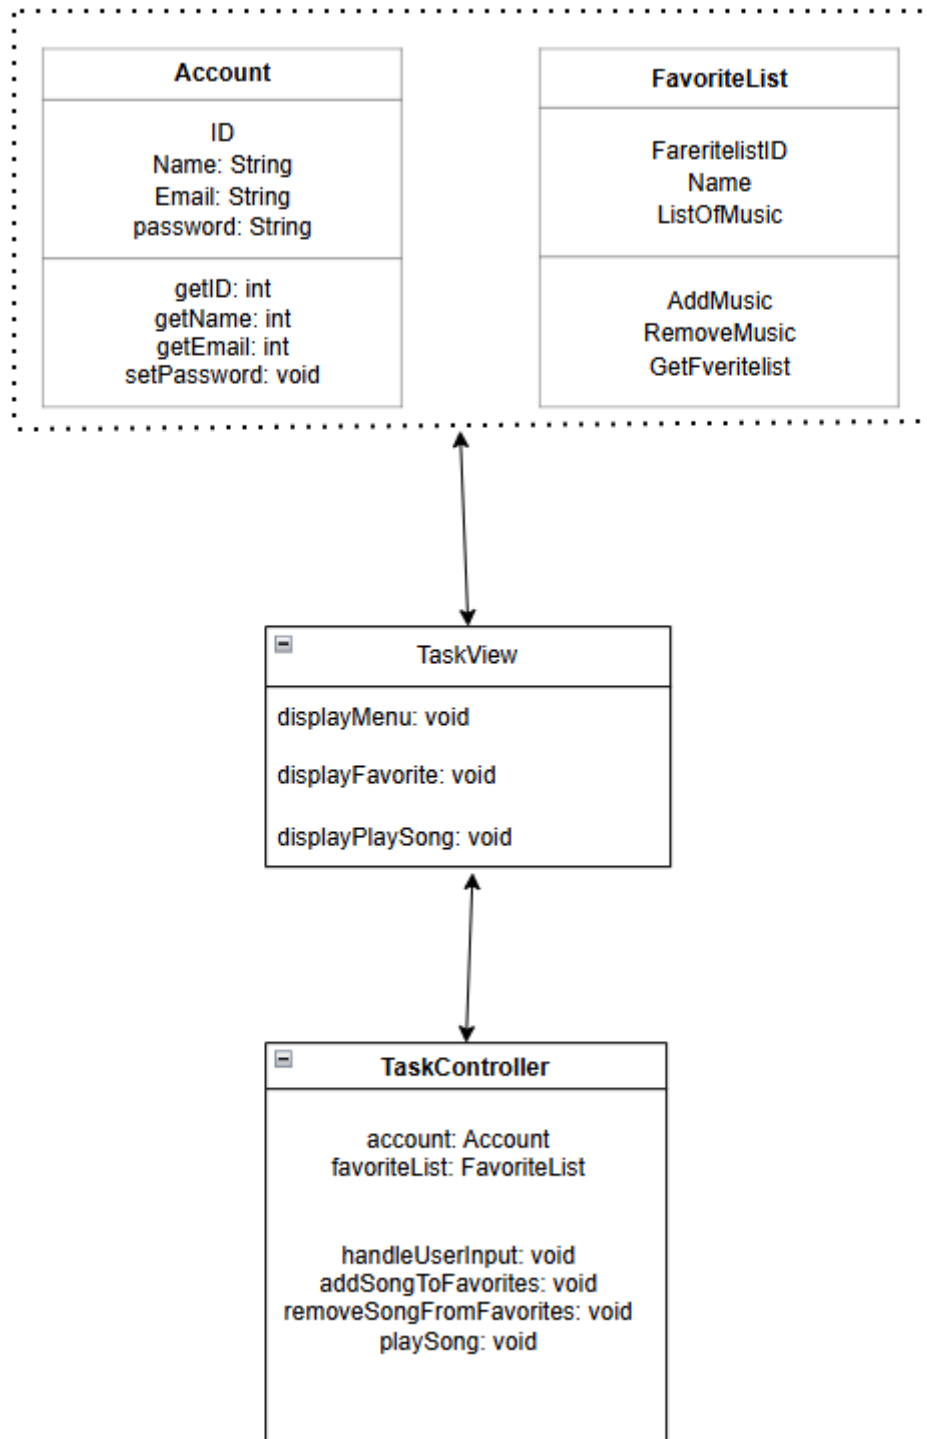 Account
ID
Name: String
Email: String
password: String
getID: int
getName: int
getEmail: int
setPassword: void
FavoriteList
FareritelistID
Name
ListOfMusic
AddMusic
RemoveMusic
GetFveritelist
TaskView
displayMenu: void
displayFavorite: void
displayPlaySong: void
TaskController
account: Account
favoriteList: FavoriteList
handleUserInput: void
addSongToFavorites: void
removeSongFromFavorites: void
playSong: void